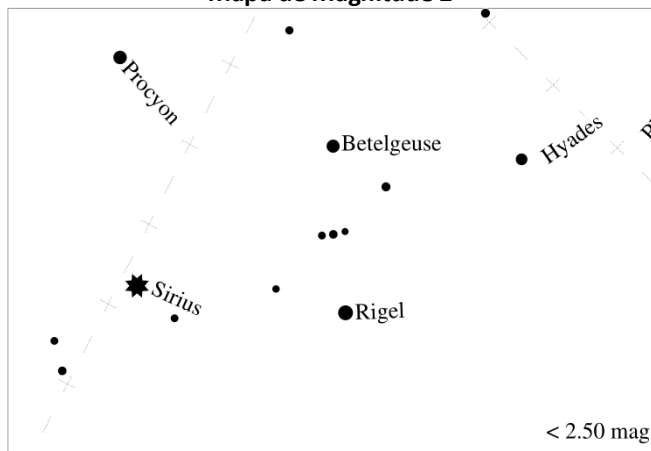 Mapa de magnitude 2
Procyon
Betelgeuse
Hyades
Sirius
Rigel
< 2.50 mag